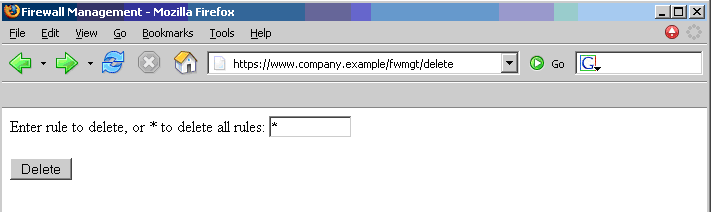 Firewall Management - Mozilla Firefox
File Edit View Go Bookmarks Tools Help
https://www.company.example/fwmgt/delete Go G
Enter rule to delete, or * to delete all rules: *
Delete